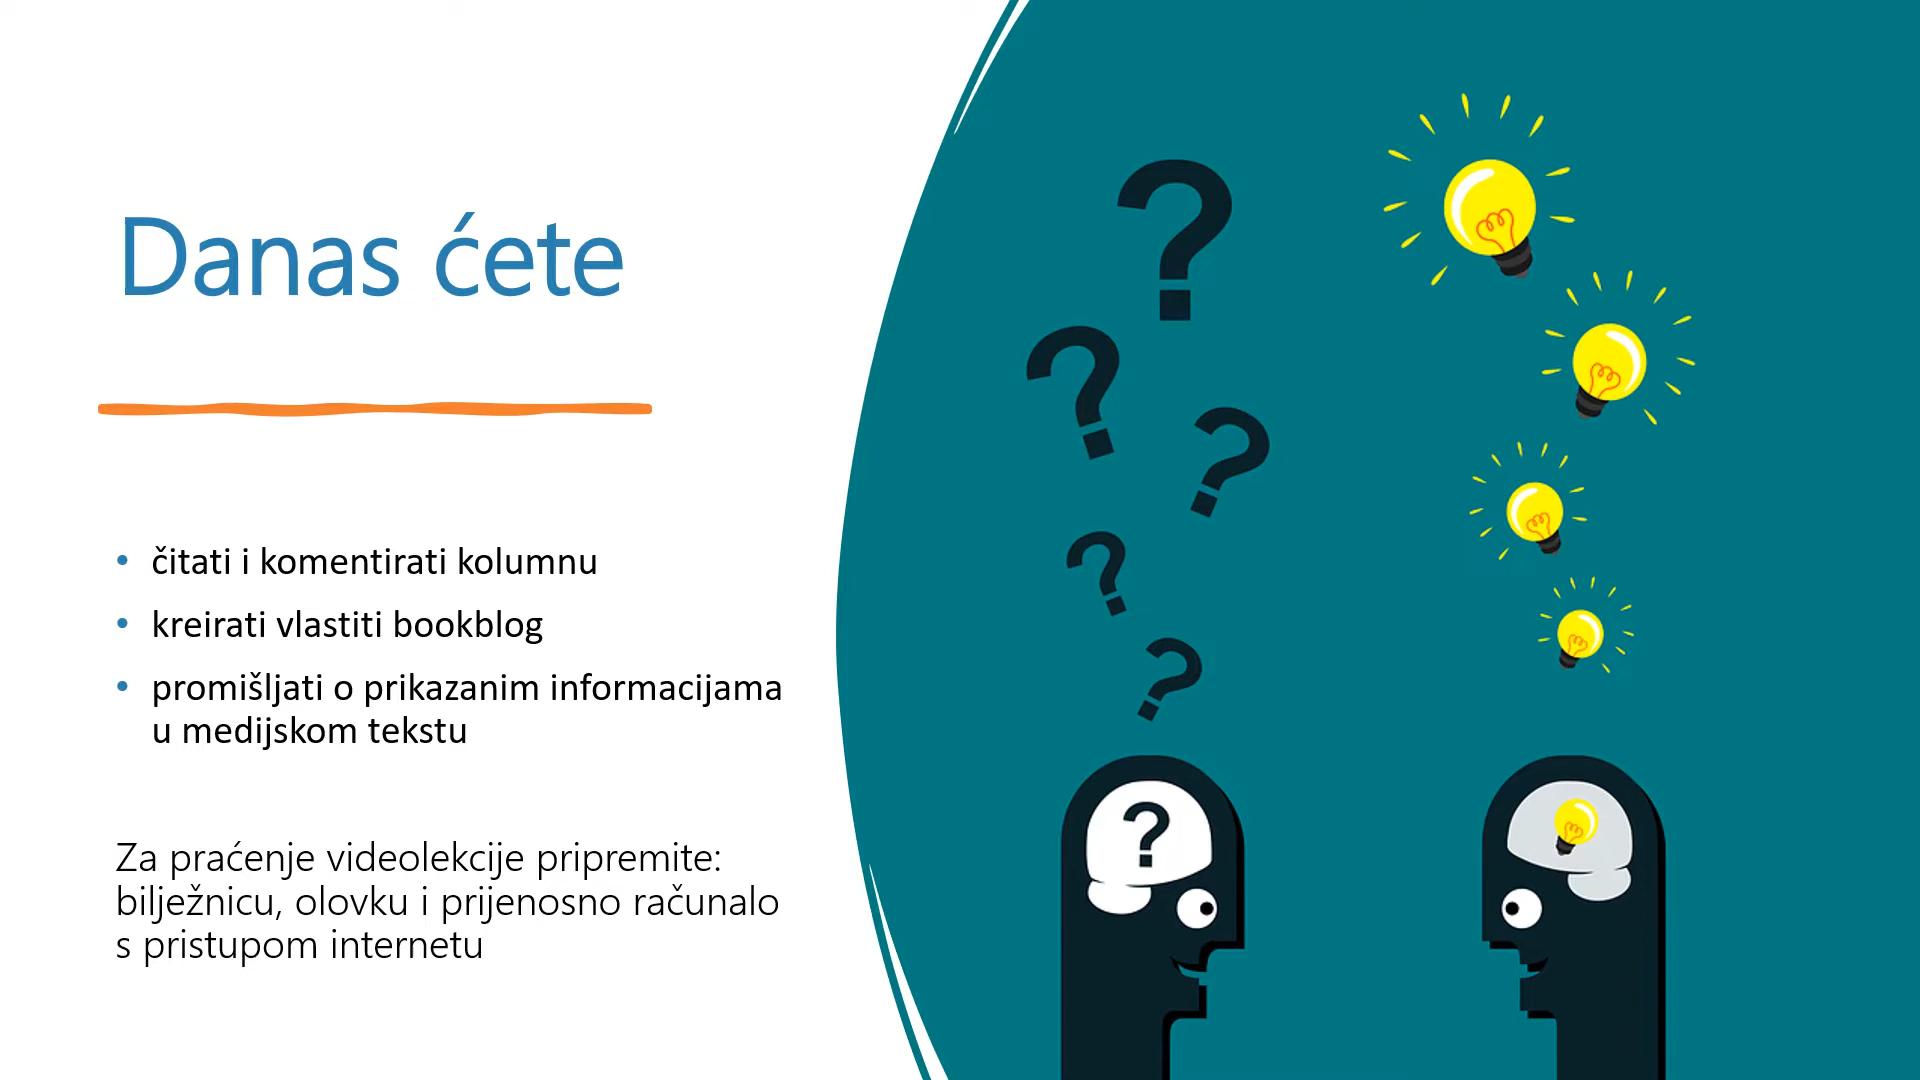 Danas ćete
• čitati i komentirati kolumnu
• kreirati vlastiti bookblog
• promišljati o prikazanim informacijama
u medijskom tekstu
Za praćenje videolekcije pripremite:
bilježnicu, olovku i prijenosno računalo
s pristupom internetu
?
?
?
?
?
?